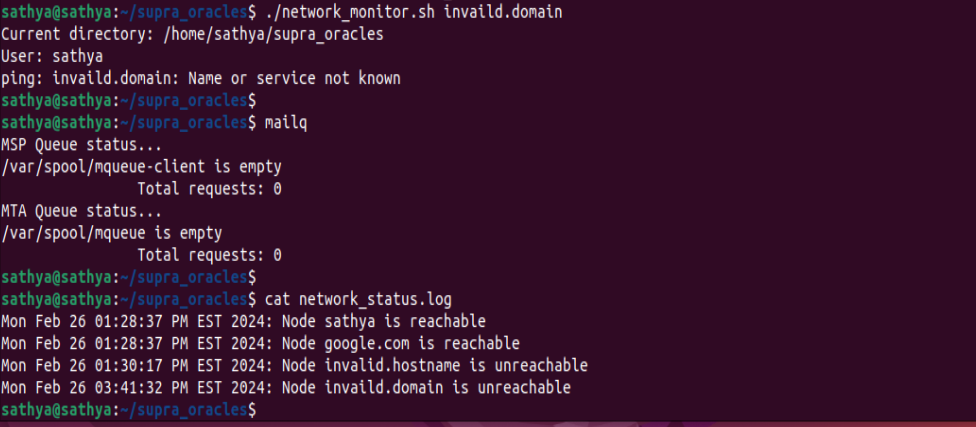 sathya@sathya:~/supra_oracles$ ./network_monitor.sh invaild.domain
Current directory: /home/sathya/supra_oracles
User: sathya
ping: invaild.domain: Name or service not known
sathya@sathya:~/supra_oracles$
sathya@sathya:~/supra_oracles$ mailq
MSP Queue status...
/var/spool/mqueue-client is empty
                Total requests: 0
MTA Queue status...
/var/spool/mqueue is empty
                Total requests: 0
sathya@sathya:~/supra_oracles$
sathya@sathya:~/supra_oracles$ cat network_status.log
Mon Feb 26 01:28:37 PM EST 2024: Node sathya is reachable
Mon Feb 26 01:28:37 PM EST 2024: Node google.com is reachable
Mon Feb 26 01:30:17 PM EST 2024: Node invalid.hostname is unreachable
Mon Feb 26 03:41:32 PM EST 2024: Node invaild.domain is unreachable
sathya@sathya:~/supra_oracles$